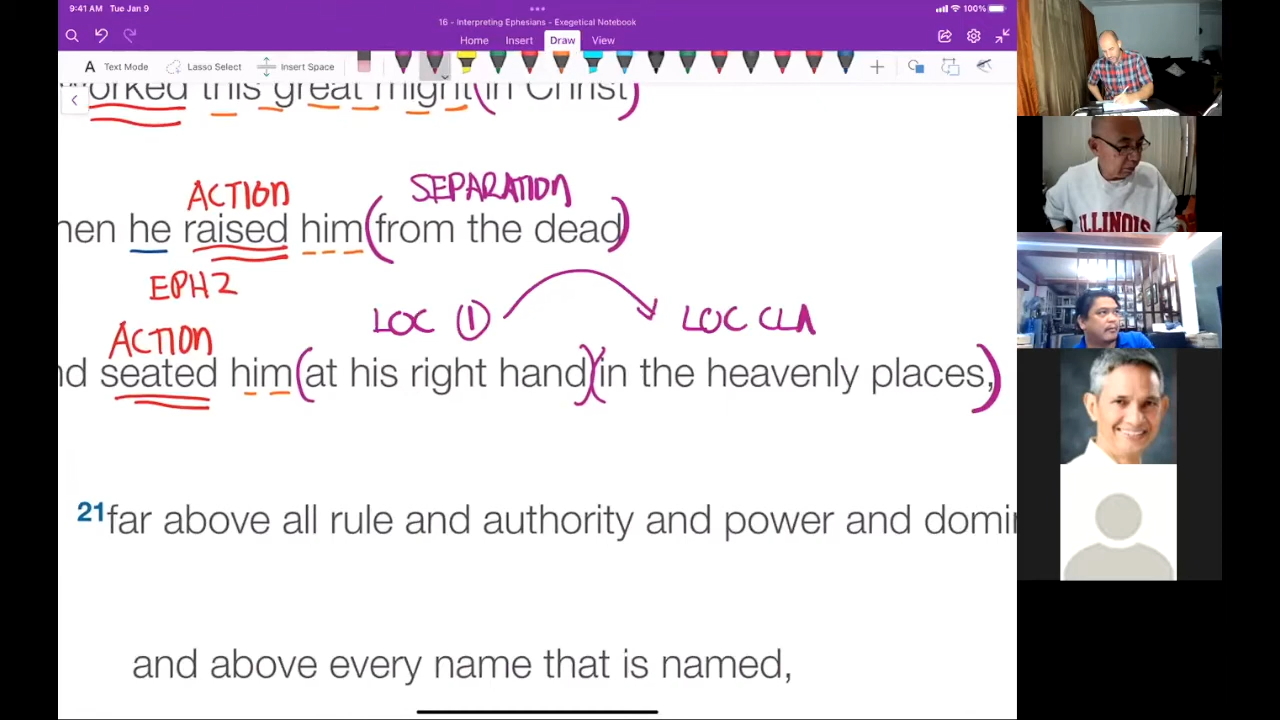 9:41 AM Tue Jan 9
100%
16 - Interpreting Ephesians - Exegetical Notebook
Home Insert Draw View
A Text Mode Lasso Select Insert Space
worked this great might (in Christ)
ACTION SEPARATION
he raised him (from the dead)
EPH 2
LOC ① LOC CLA
ACTION
seated him (at his right hand) (in the heavenly places,)
21 far above all rule and authority and power and domin
and above every name that is named,
ILLINOIS